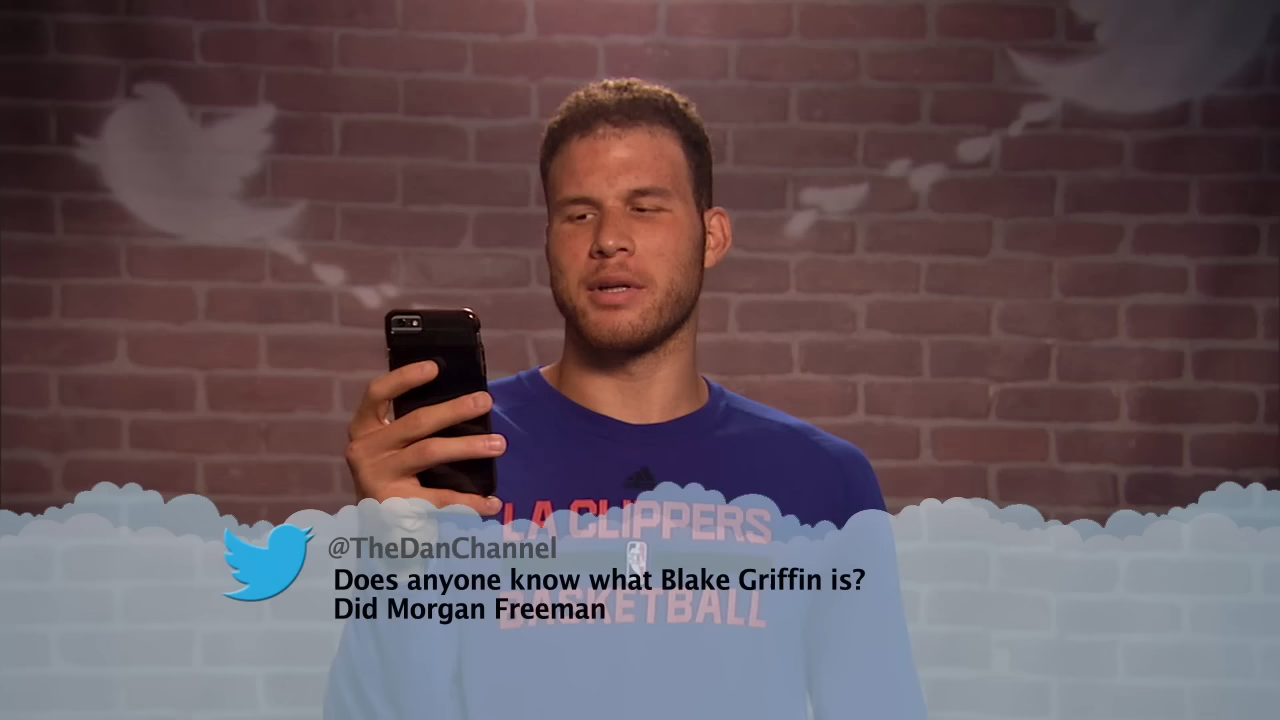 LA CLIPPERS
@TheDanChannel
Does anyone know what Blake Griffin is?
Did Morgan Freeman
BASKETBALL